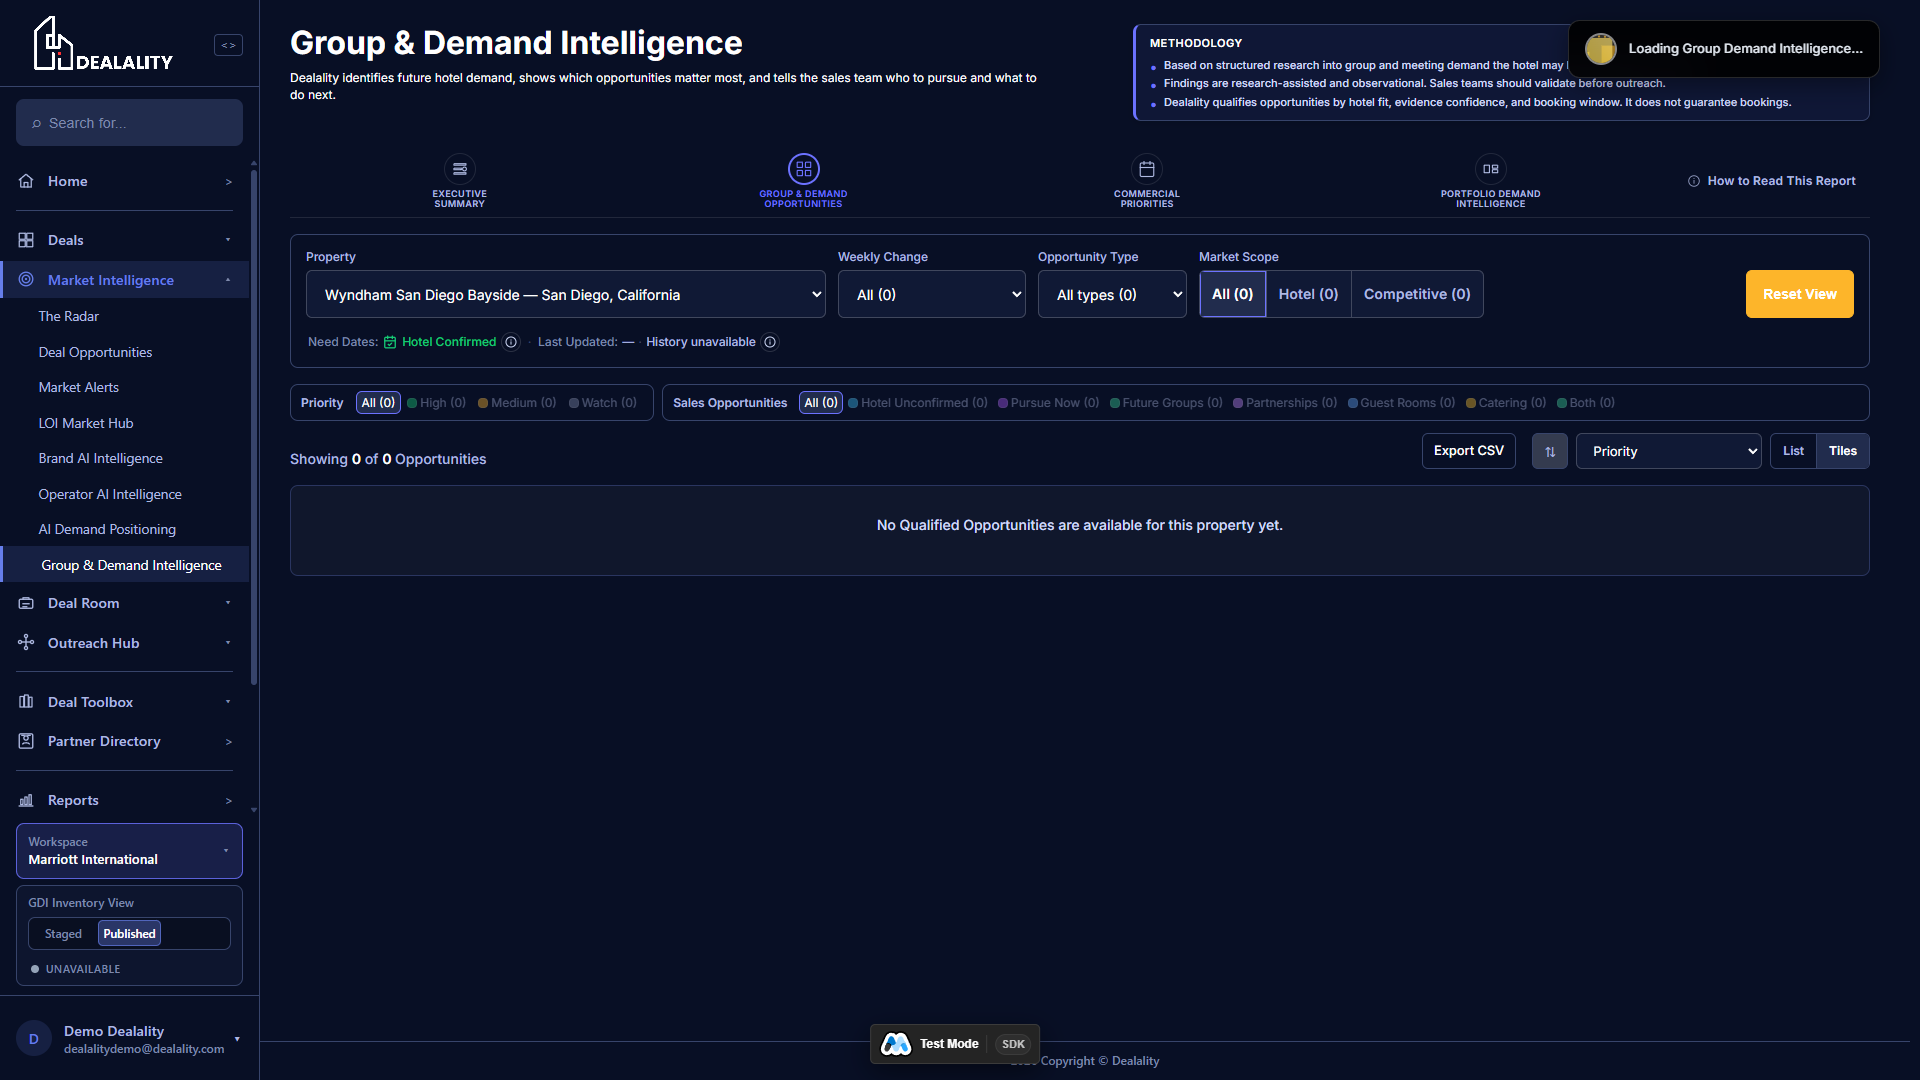 DEALALITY
< >
Search for...
Home
Deals
Market Intelligence
The Radar
Deal Opportunities
Market Alerts
LOI Market Hub
Brand AI Intelligence
Operator AI Intelligence
AI Demand Positioning
Group & Demand Intelligence
Deal Room
Outreach Hub
Deal Toolbox
Partner Directory
Reports
Workspace
Marriott International
GDI Inventory View
Staged
Published
UNAVAILABLE
D
Demo Dealality
dealalitydemo@dealality.com
Group & Demand Intelligence
Dealality identifies future hotel demand, shows which opportunities matter most, and tells the sales team who to pursue and what to
do next.
METHODOLOGY
Based on structured research into group and meeting demand the hotel may
Findings are research-assisted and observational. Sales teams should validate before outreach.
Dealality qualifies opportunities by hotel fit, evidence confidence, and booking window. It does not guarantee bookings.
Loading Group Demand Intelligence...
EXECUTIVE
SUMMARY
GROUP & DEMAND
OPPORTUNITIES
COMMERCIAL
PRIORITIES
PORTFOLIO DEMAND
INTELLIGENCE
How to Read This Report
Property
Wyndham San Diego Bayside — San Diego, California
Weekly Change
All (0)
Opportunity Type
All types (0)
Market Scope
All (0)
Hotel (0)
Competitive (0)
Reset View
Need Dates: Hotel Confirmed · Last Updated: — · History unavailable
Priority All (0) High (0) Medium (0) Watch (0)
Sales Opportunities All (0) Hotel Unconfirmed (0) Pursue Now (0) Future Groups (0) Partnerships (0) Guest Rooms (0) Catering (0) Both (0)
Showing 0 of 0 Opportunities
Export CSV
Priority
List
Tiles
No Qualified Opportunities are available for this property yet.
Test Mode
SDK
Copyright © Dealality